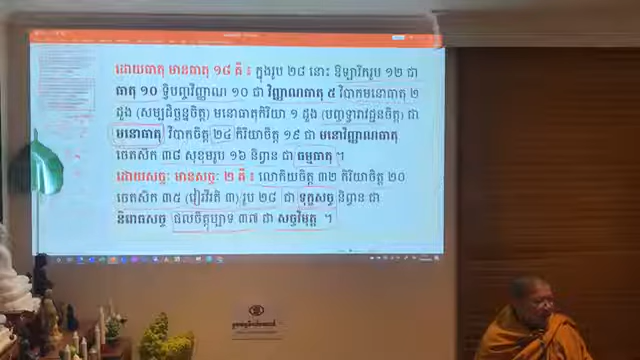 ដោយធាតុ មានធាតុ ១៨ គឺ ៖ ក្នុងរូប ២៨ នោះ ឱឡារិករូប ១២ ជា
ធាតុ ១០ ទ្វិបញ្ចវិញ្ញាណ ១០ ជា វិញ្ញាណធាតុ ៥ វិបាកមនោធាតុ ២
ដួង (សម្បដិច្ឆន្នចិត្ត) មនោធាតុកិរិយា ១ ដួង (បញ្ចទ្វារាវជ្ជនចិត្ត) ជា
មនោធាតុ វិបាកចិត្ត ២៤ កិរិយាចិត្ត ១៩ ជា មនោវិញ្ញាណធាតុ
ចេតសិក ៣៨ សុខុមរូប ១៦ និព្វាន ជា ធម្មធាតុ ។
ដោយសច្ចៈ មានសច្ចៈ ២ គឺ ៖ លោកិយចិត្ត ៣២ កិរិយាចិត្ត ២០
ចេតសិក ៣៥ (វៀរវិរតី ៣) រូប ២៨ ជា ទុក្ខសច្ច និព្វាន ជា
និរោធសច្ច ផលចិត្តុប្បាទ ៣៧ ជា សច្ចវិមុត្ត ។